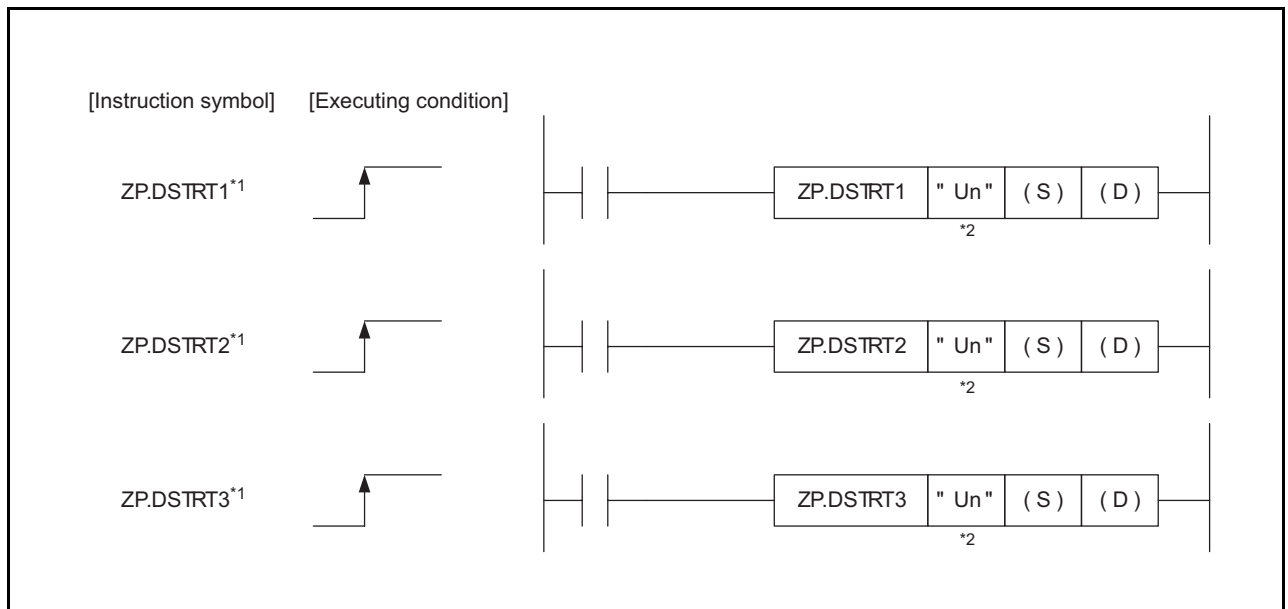 [Instruction symbol] [Executing condition]
ZP.DSTRT1*1 ZP.DSTRT1 " Un" ( S ) ( D )
*2
ZP.DSTRT2*1 ZP.DSTRT2 " Un" ( S ) ( D )
*2
ZP.DSTRT3*1 ZP.DSTRT3 " Un" ( S ) ( D )
*2